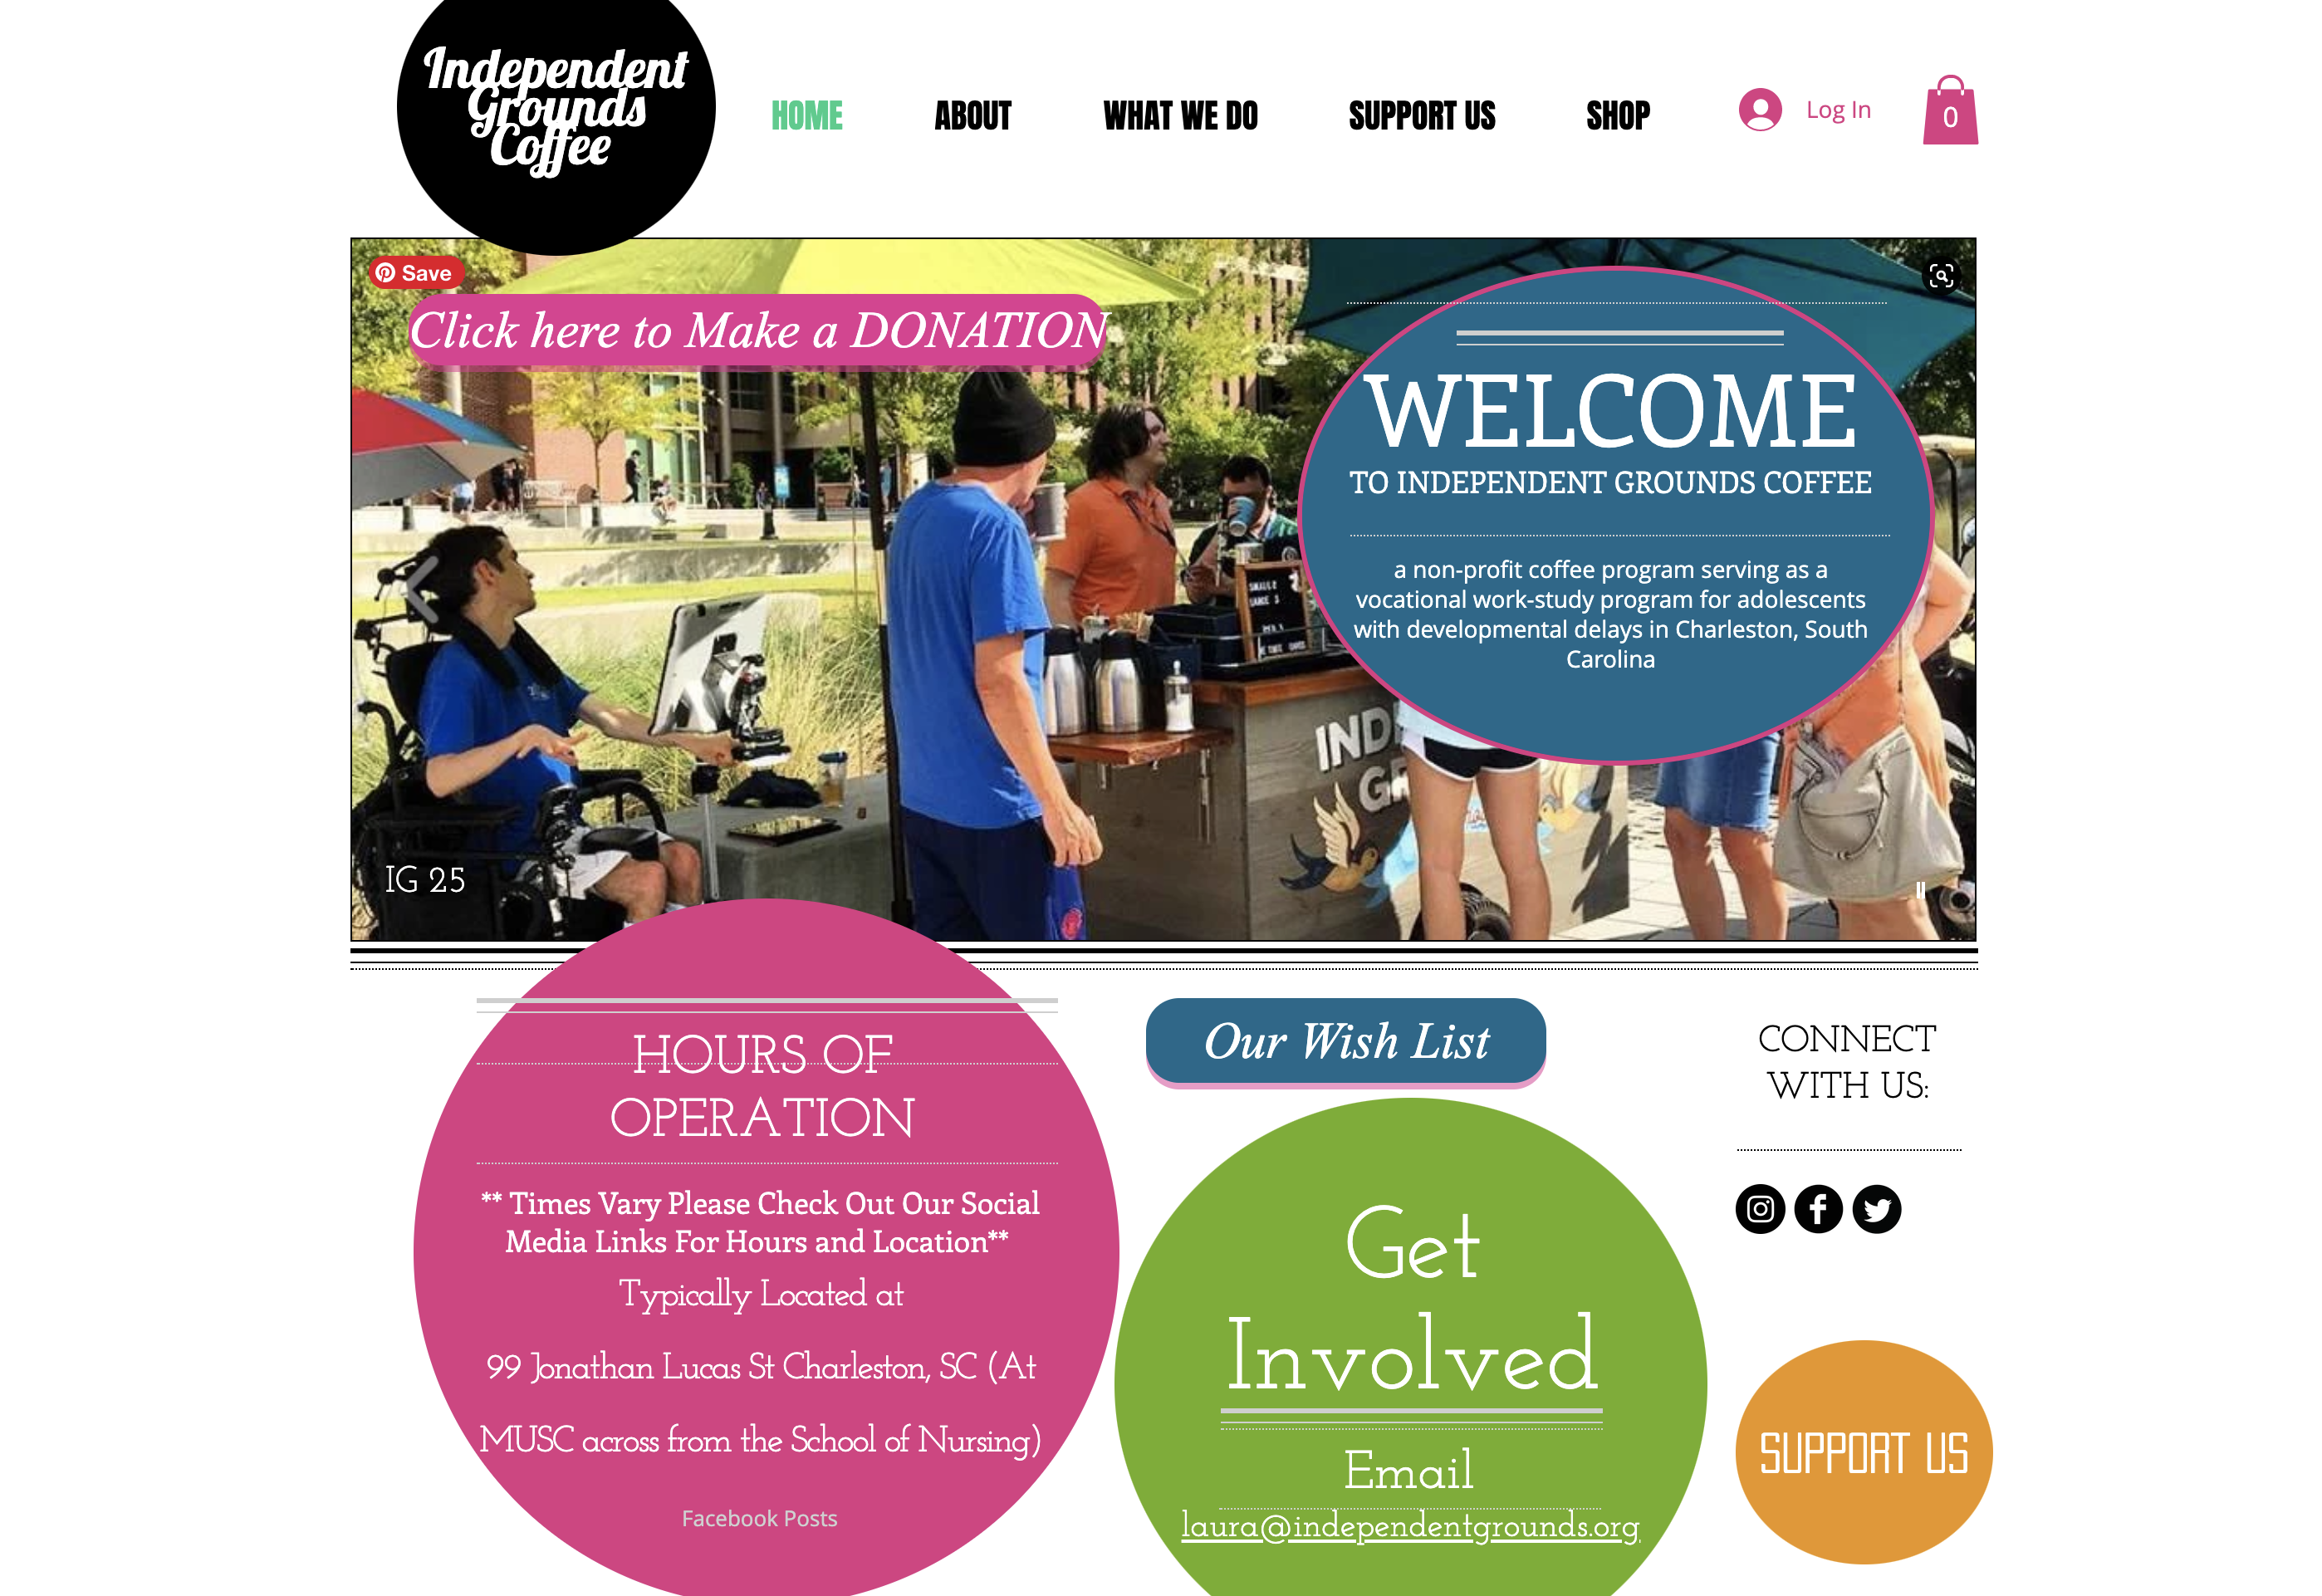 Independent
Grounds
Coffee
HOME
ABOUT
WHAT WE DO
SUPPORT US
SHOP
Log In
0
Save
Click here to Make a DONATION
WELCOME
TO INDEPENDENT GROUNDS COFFEE
a non-profit coffee program serving as a
vocational work-study program for adolescents
with developmental delays in Charleston, South
Carolina
IND
GR
IG 25
HOURS OF
OPERATION
** Times Vary Please Check Out Our Social
Media Links For Hours and Location**
Typically Located at
99 Jonathan Lucas St Charleston, SC (At
MUSC across from the School of Nursing)
Facebook Posts
Our Wish List
Get
Involved
Email
laura@independentgrounds.org
CONNECT
WITH US:
SUPPORT US